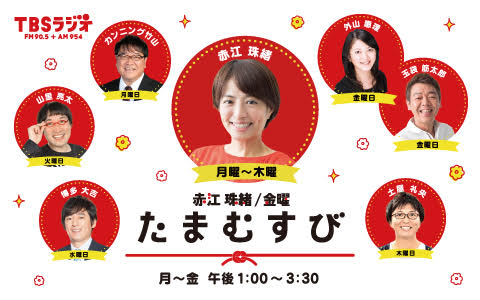 TBSラジオ
FM 90.5 + AM 954
カンニング竹山
月曜日
赤江 珠緒
月曜～木曜
外山 惠理
金曜日
玉袋 筋太郎
金曜日
山里 亮太
火曜日
博多 大吉
水曜日
土屋 礼央
木曜日
赤江 珠緒/金曜
たまむすび
月～金 午後1:00～3:30